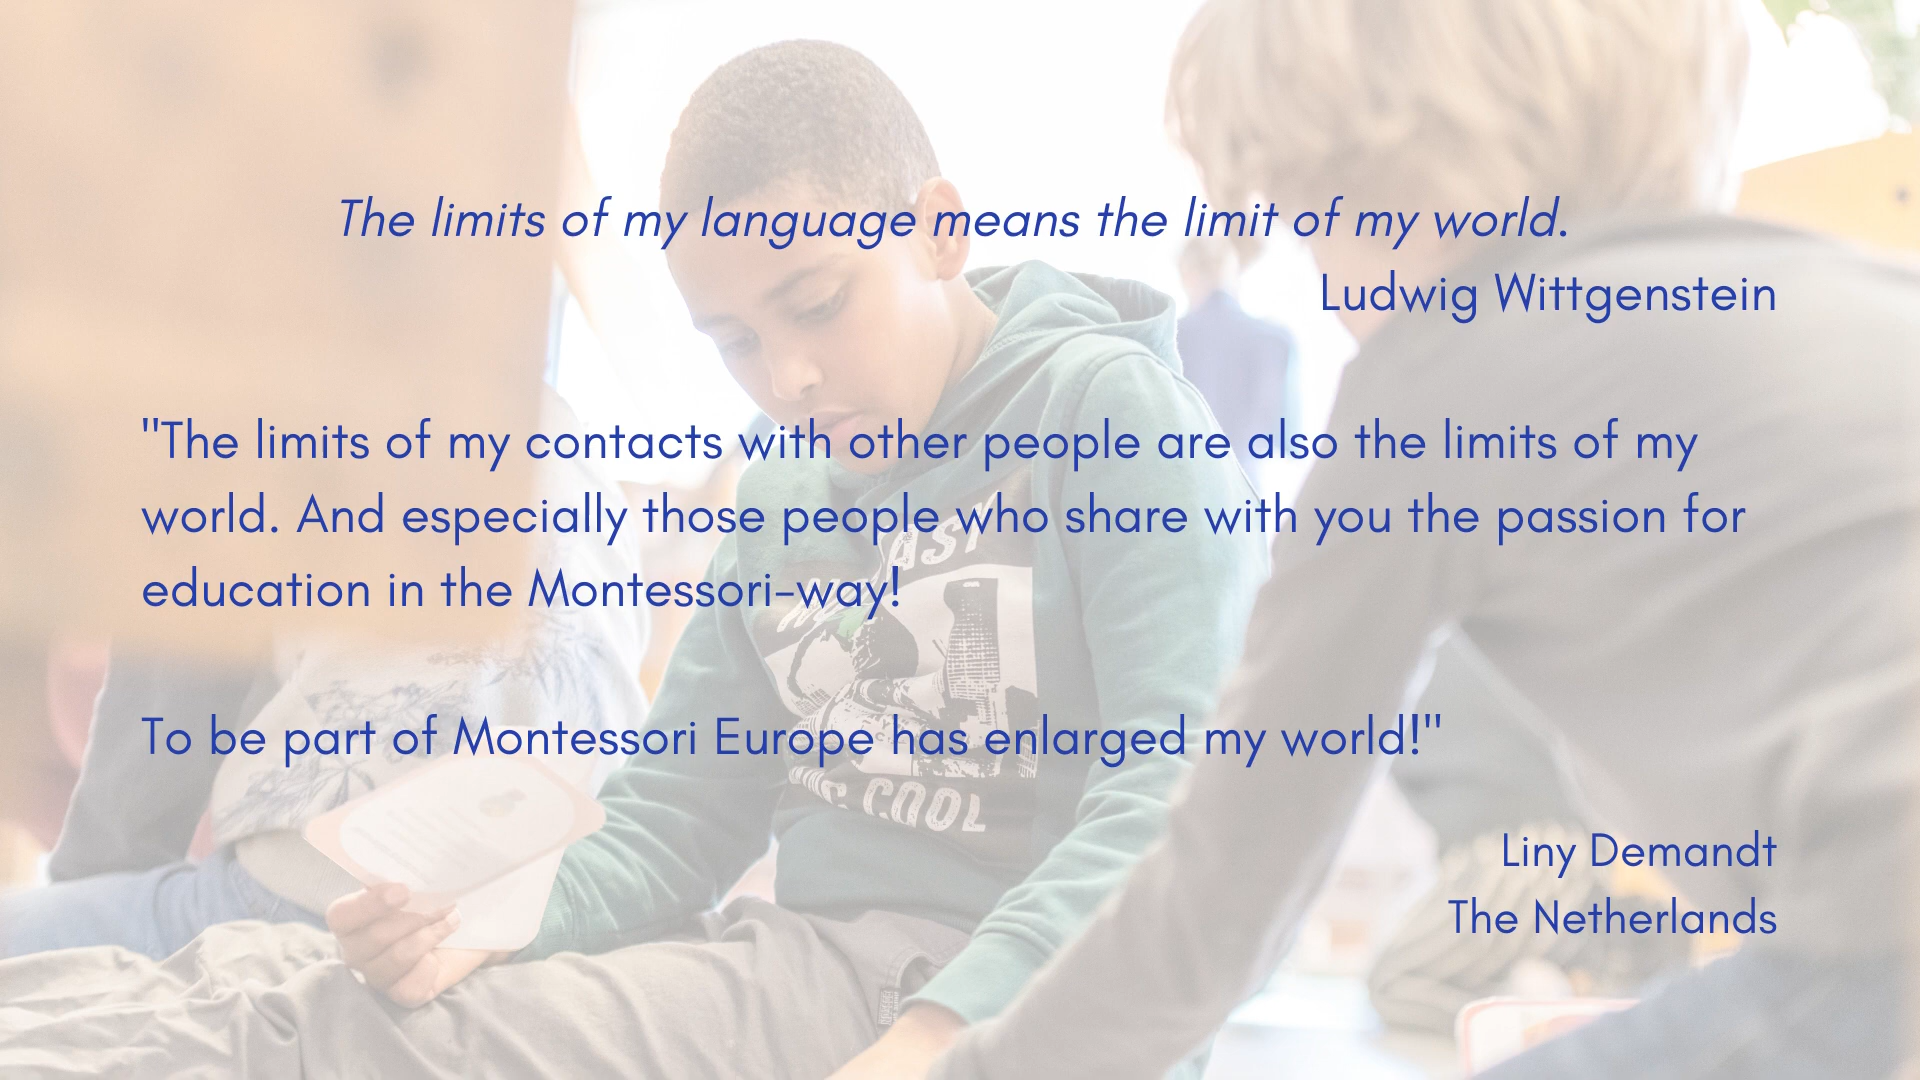 The limits of my language means the limit of my world.
Ludwig Wittgenstein
"The limits of my contacts with other people are also the limits of my
world. And especially those people who share with you the passion for
education in the Montessori-way!
To be part of Montessori Europe has enlarged my world!"
Liny Demandt
The Netherlands
COOL